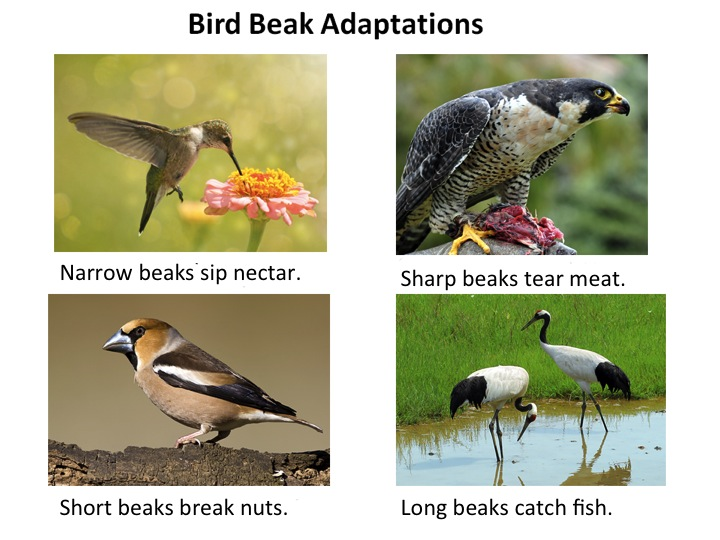 Bird Beak Adaptations
Narrow beaks sip nectar.
Sharp beaks tear meat.
Short beaks break nuts.
Long beaks catch fish.